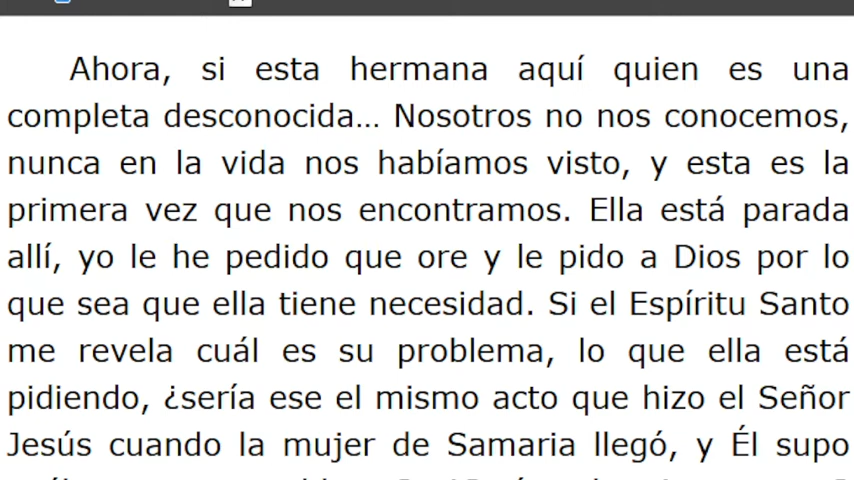 Ahora, si esta hermana aquí quien es una
completa desconocida... Nosotros no nos conocemos,
nunca en la vida nos habíamos visto, y esta es la
primera vez que nos encontramos. Ella está parada
allí, yo le he pedido que ore y le pido a Dios por lo
que sea que ella tiene necesidad. Si el Espíritu Santo
me revela cuál es su problema, lo que ella está
pidiendo, ¿sería ese el mismo acto que hizo el Señor
Jesús cuando la mujer de Samaria llegó, y Él supo